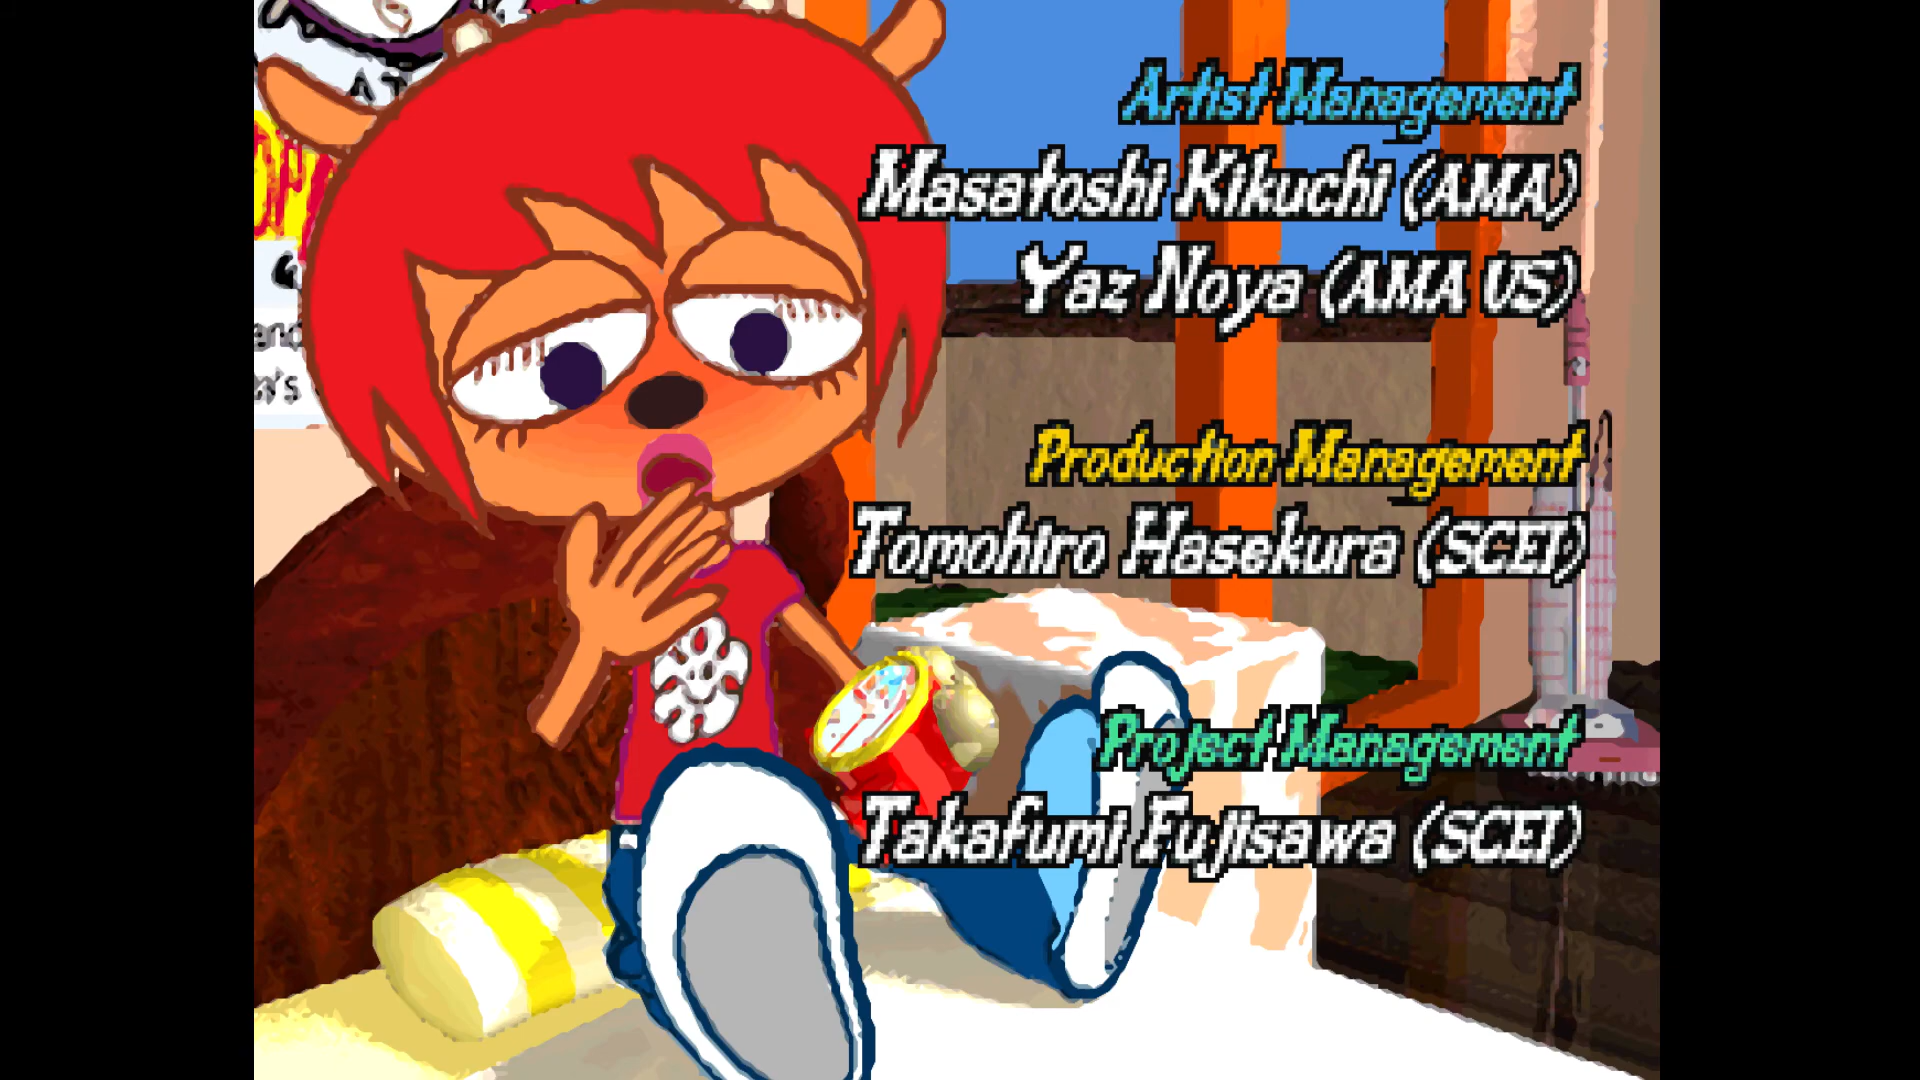 Artist Management
Masatoshi Kikuchi (AMA)
Yaz Noya (AMA US)
Production Management
Tomohiro Hasekura (SCEI)
Project Management
Takafumi Fujisawa (SCEI)